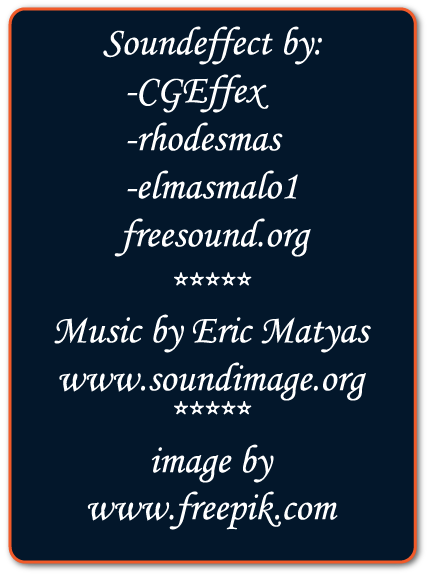 Soundeffect by:
-CGEffex
-rhodesmas
-elmasmalo1
freesound.org
*****
Music by Eric Matyas
www.soundimage.org
*****
image by
www.freepik.com